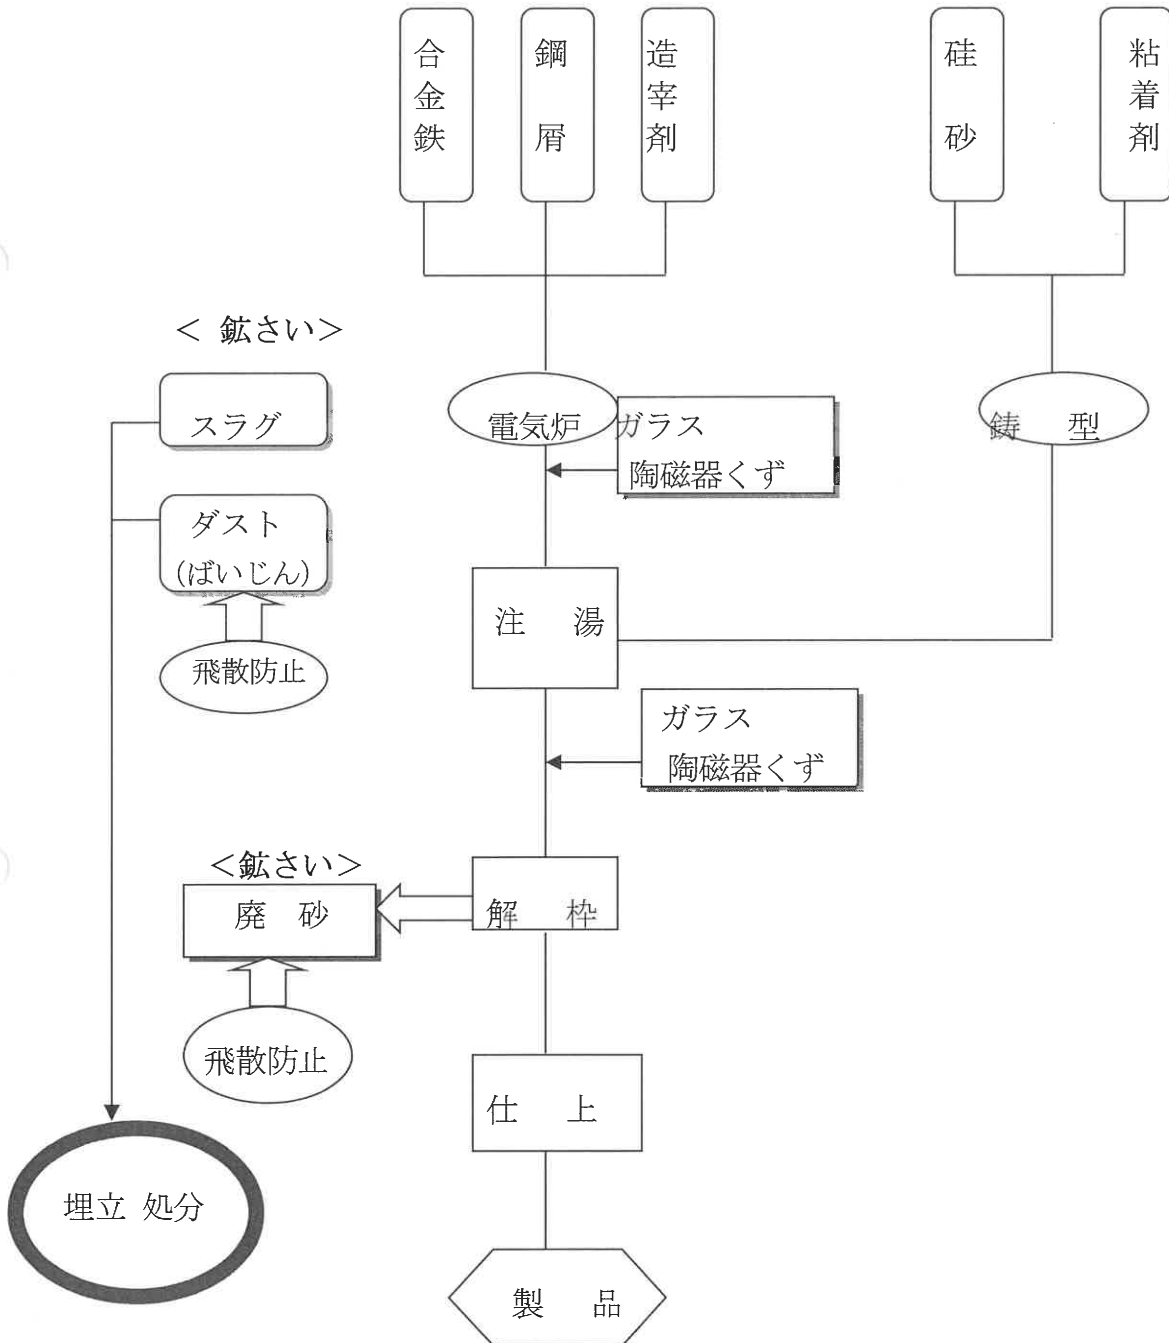 合金鉄
鋼屑
造宰剤
硅砂
粘着剤
＜ 鉱さい＞
スラグ
電気炉
ガラス
陶磁器くず
鋳 型
ダスト
(ばいじん)
注 湯
飛散防止
ガラス
陶磁器くず
＜鉱さい＞
廃 砂
解 枠
飛散防止
仕 上
埋立 処分
製 品